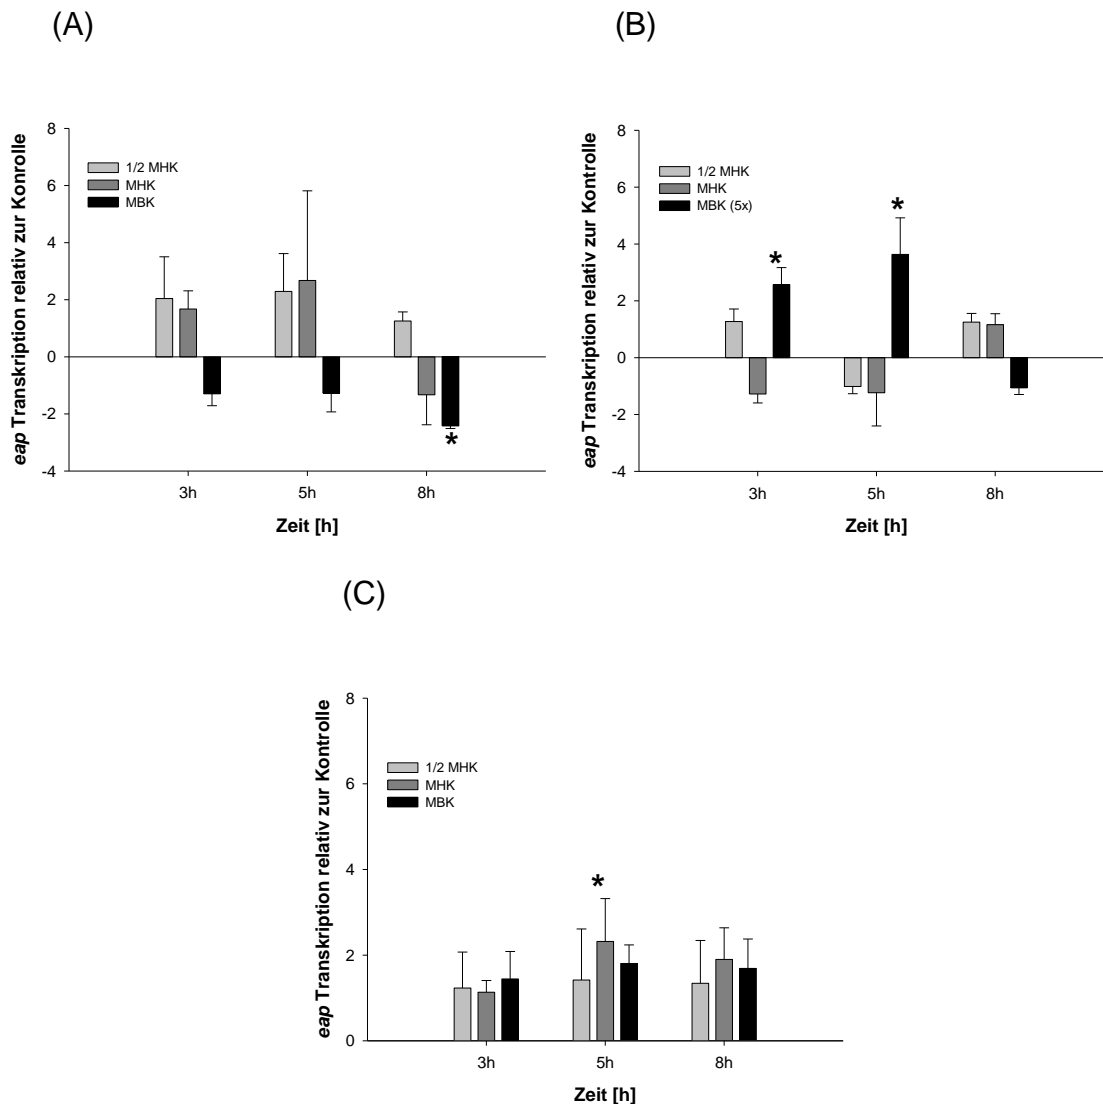 (A)
eap Transkription relativ zur Konrolle
8
6
4
2
0
-2
-4
1/2 MHK
MHK
MBK
*
3h
5h
8h
Zeit [h]
(B)
eap Transkription relativ zur Kontrolle
8
6
4
2
0
-2
-4
1/2 MHK
MHK
MBK (5x)
*
*
3h
5h
8h
Zeit [h]
(C)
eap Transkription relativ zur Kontrolle
8
6
4
2
0
1/2 MHK
MHK
MBK
*
3h
5h
8h
Zeit [h]